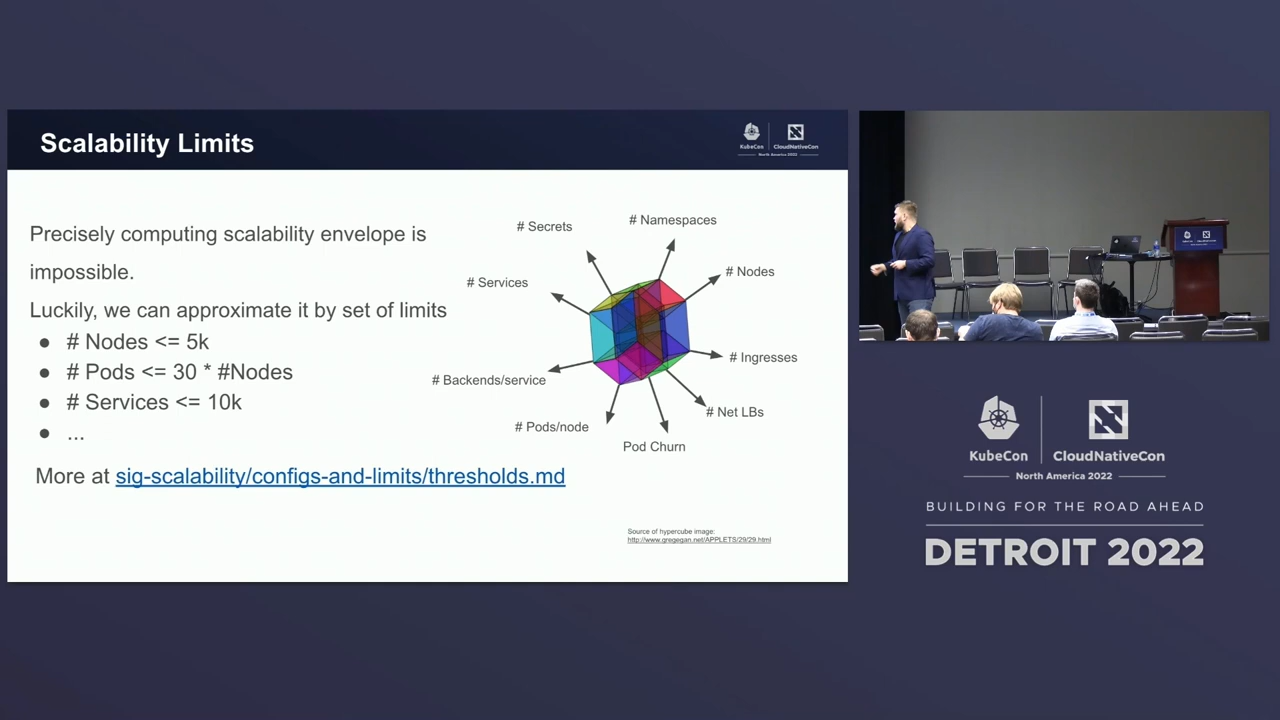 Scalability Limits
KubeCon
CloudNativeCon
North America 2022
Precisely computing scalability envelope is
impossible.
Luckily, we can approximate it by set of limits
● # Nodes <= 5k
● # Pods <= 30 * #Nodes
● # Services <= 10k
● ...
More at sig-scalability/configs-and-limits/thresholds.md
# Secrets
# Namespaces
# Services
# Nodes
# Ingresses
# Backends/service
# Net LBs
# Pods/node
Pod Churn
Source of hypercube image:
http://www.gregegan.net/APPLETS/29/29.html
KubeCon
CloudNativeCon
North America 2022
BUILDING FOR THE ROAD AHEAD
DETROIT 2022